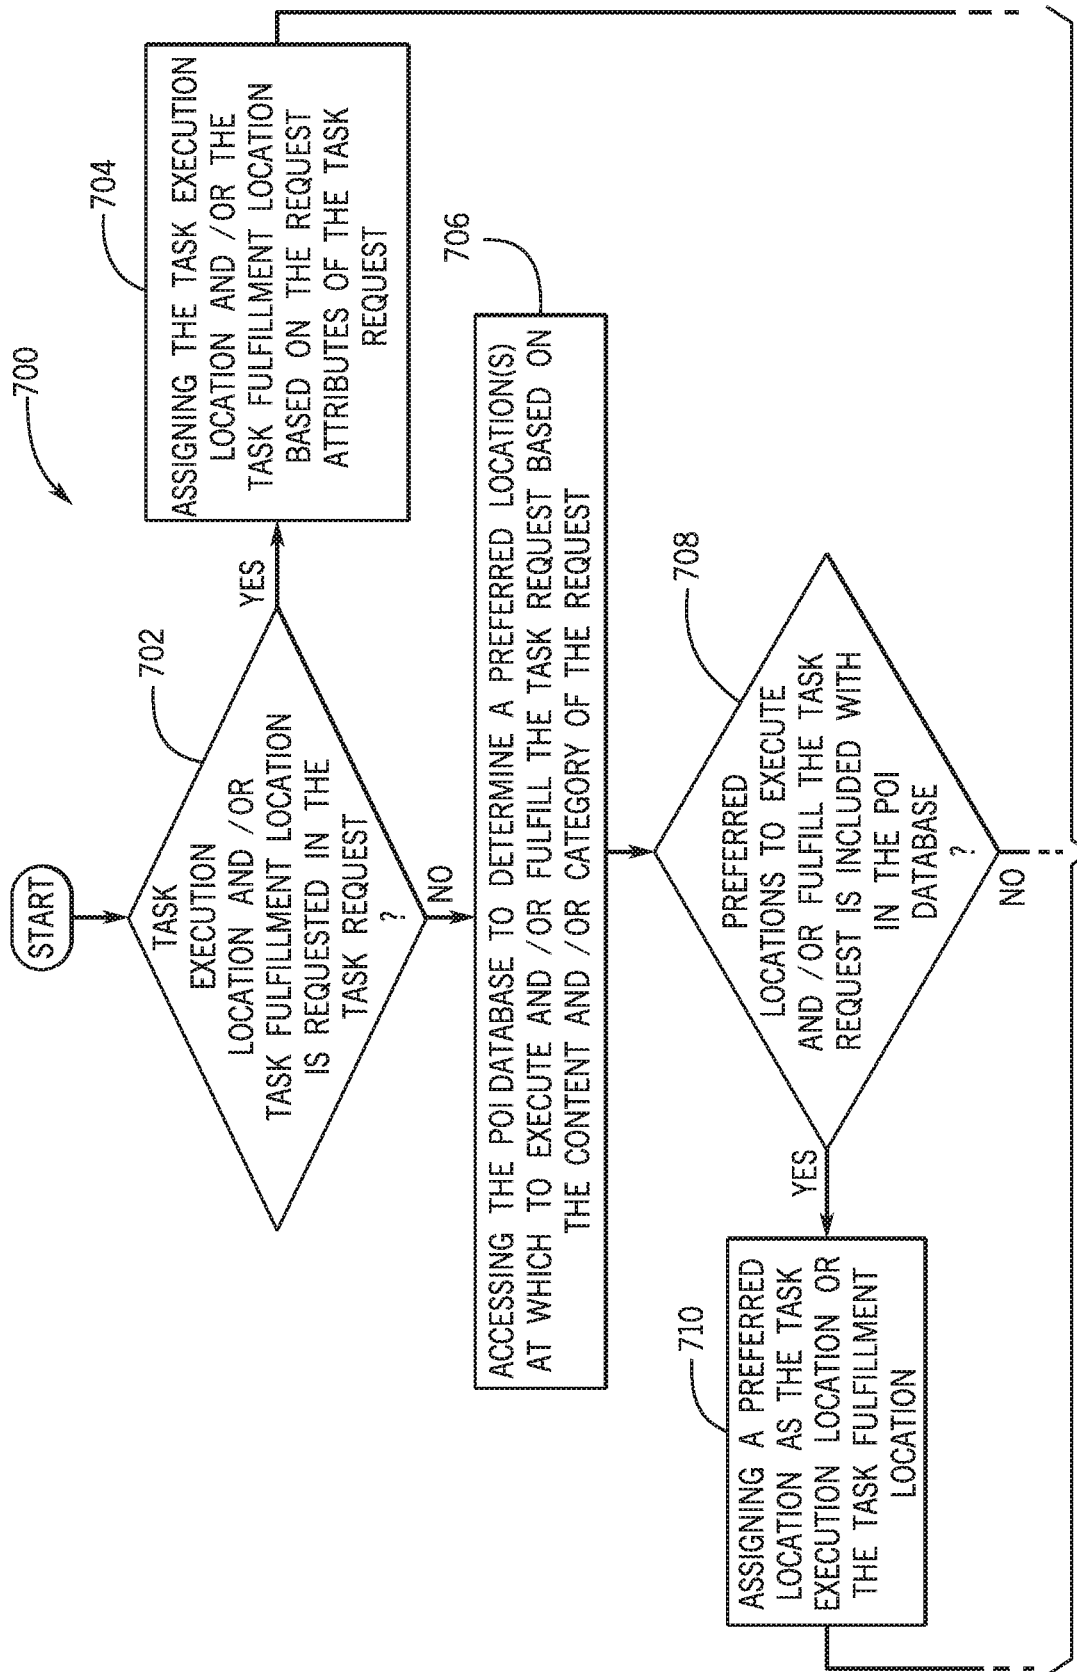 700
START
TASK
EXECUTION
LOCATION AND /OR
TASK FULFILLMENT LOCATION
IS REQUESTED IN THE
TASK REQUEST
?
702
YES
NO
704
ASSIGNING THE TASK EXECUTION
LOCATION AND /OR THE
TASK FULFILLMENT LOCATION
BASED ON THE REQUEST
ATTRIBUTES OF THE TASK
REQUEST
706
ACCESSING THE POI DATABASE TO DETERMINE A PREFERRED LOCATION(S)
AT WHICH TO EXECUTE AND /OR FULFILL THE TASK REQUEST BASED ON
THE CONTENT AND /OR CATEGORY OF THE REQUEST
708
PREFERRED
LOCATIONS TO EXECUTE
AND /OR FULFILL THE TASK
REQUEST IS INCLUDED WITH
IN THE POI
DATABASE
?
YES
NO
710
ASSIGNING A PREFERRED
LOCATION AS THE TASK
EXECUTION LOCATION OR
THE TASK FULFILLMENT
LOCATION